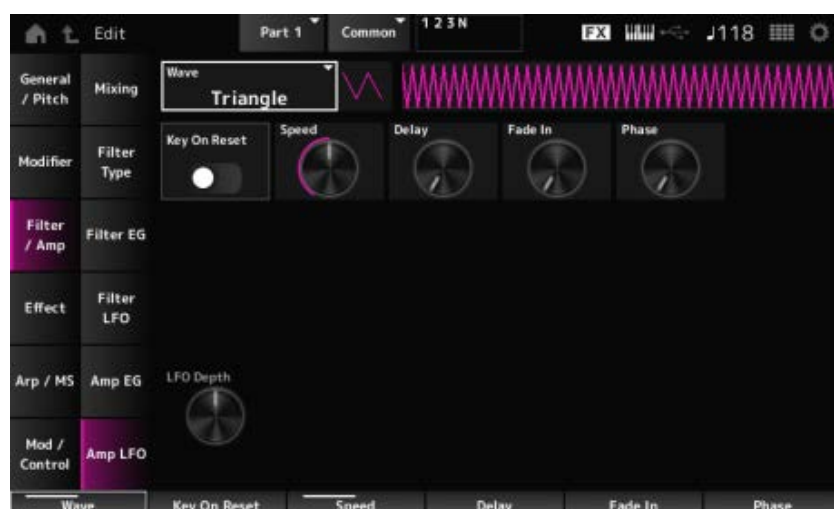 Edit
Part 1
Common
1 2 3 N
FX
♩118
General
/ Pitch
Mixing
Wave
Triangle
Modifier
Filter
Type
Key On Reset
Speed
Delay
Fade In
Phase
Filter
/ Amp
Filter EG
Effect
Filter
LFO
Arp / MS
Amp EG
LFO Depth
Mod /
Control
Amp LFO
Wave
Key On Reset
Speed
Delay
Fade In
Phase